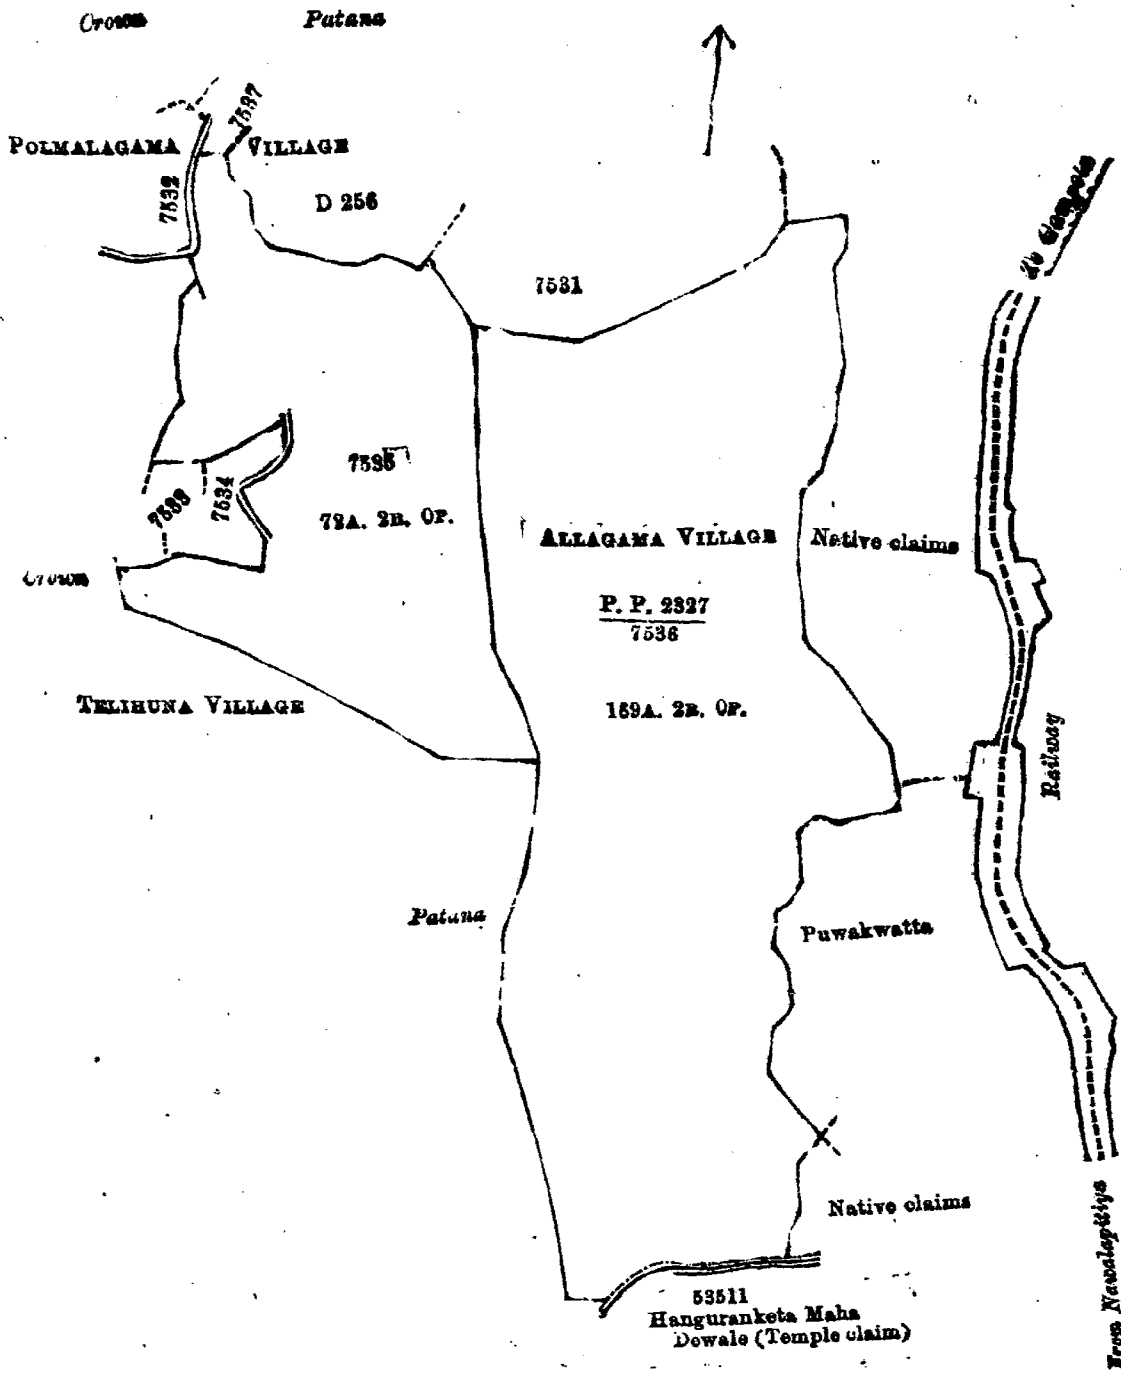 Crown Patana
7537
POLMALAGAMA VILLAGE
7532
D 256
To Gampola
7531
7535
7533
7534
72A. 2R. 0P.
ALLAGAMA VILLAGE
Native claims
Crown
P. P. 2327
7536
TELIHUNA VILLAGE
159A. 2R. 0P.
Railway
Patana
Puwakwatta
Native claims
From Nawalapitiya
53511
Hanguranketa Maha
Dewale (Temple claim)